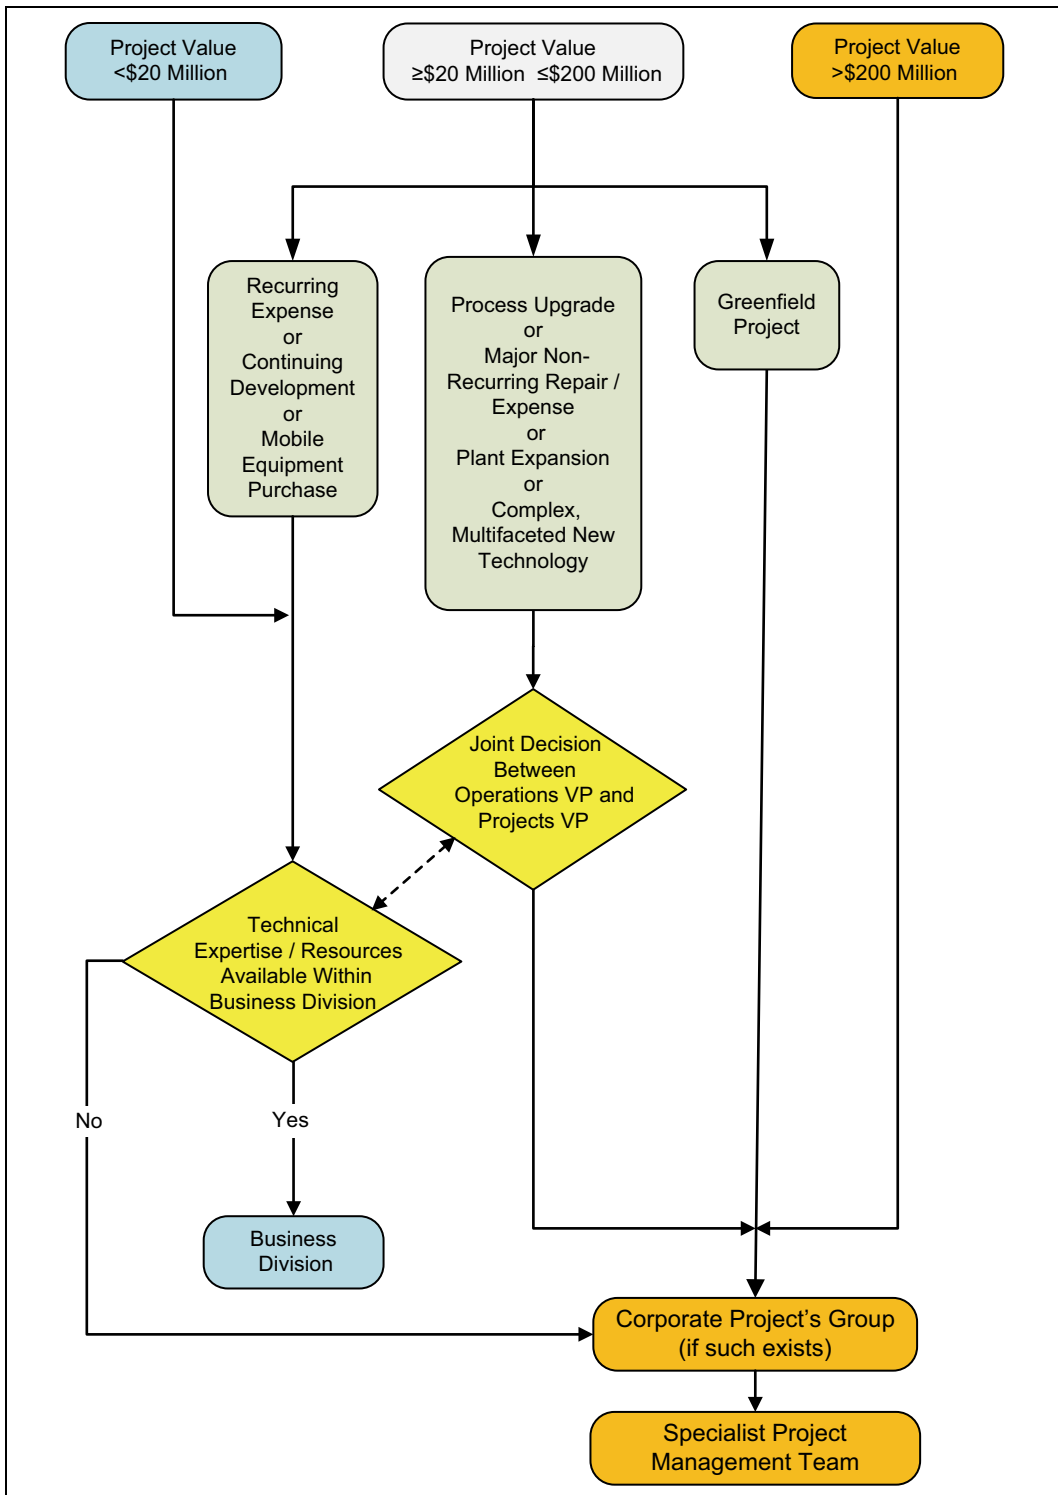 Project Value
<$20 Million
Project Value
≥$20 Million  ≤$200 Million
Project Value
>$200 Million
Recurring
Expense
or
Continuing
Development
or
Mobile
Equipment
Purchase
Process Upgrade
or
Major Non-
Recurring Repair /
Expense
or
Plant Expansion
or
Complex,
Multifaceted New
Technology
Greenfield
Project
Joint Decision
Between
Operations VP and
Projects VP
Technical
Expertise / Resources
Available Within
Business Division
No
Yes
Business
Division
Corporate Project’s Group
(if such exists)
Specialist Project
Management Team